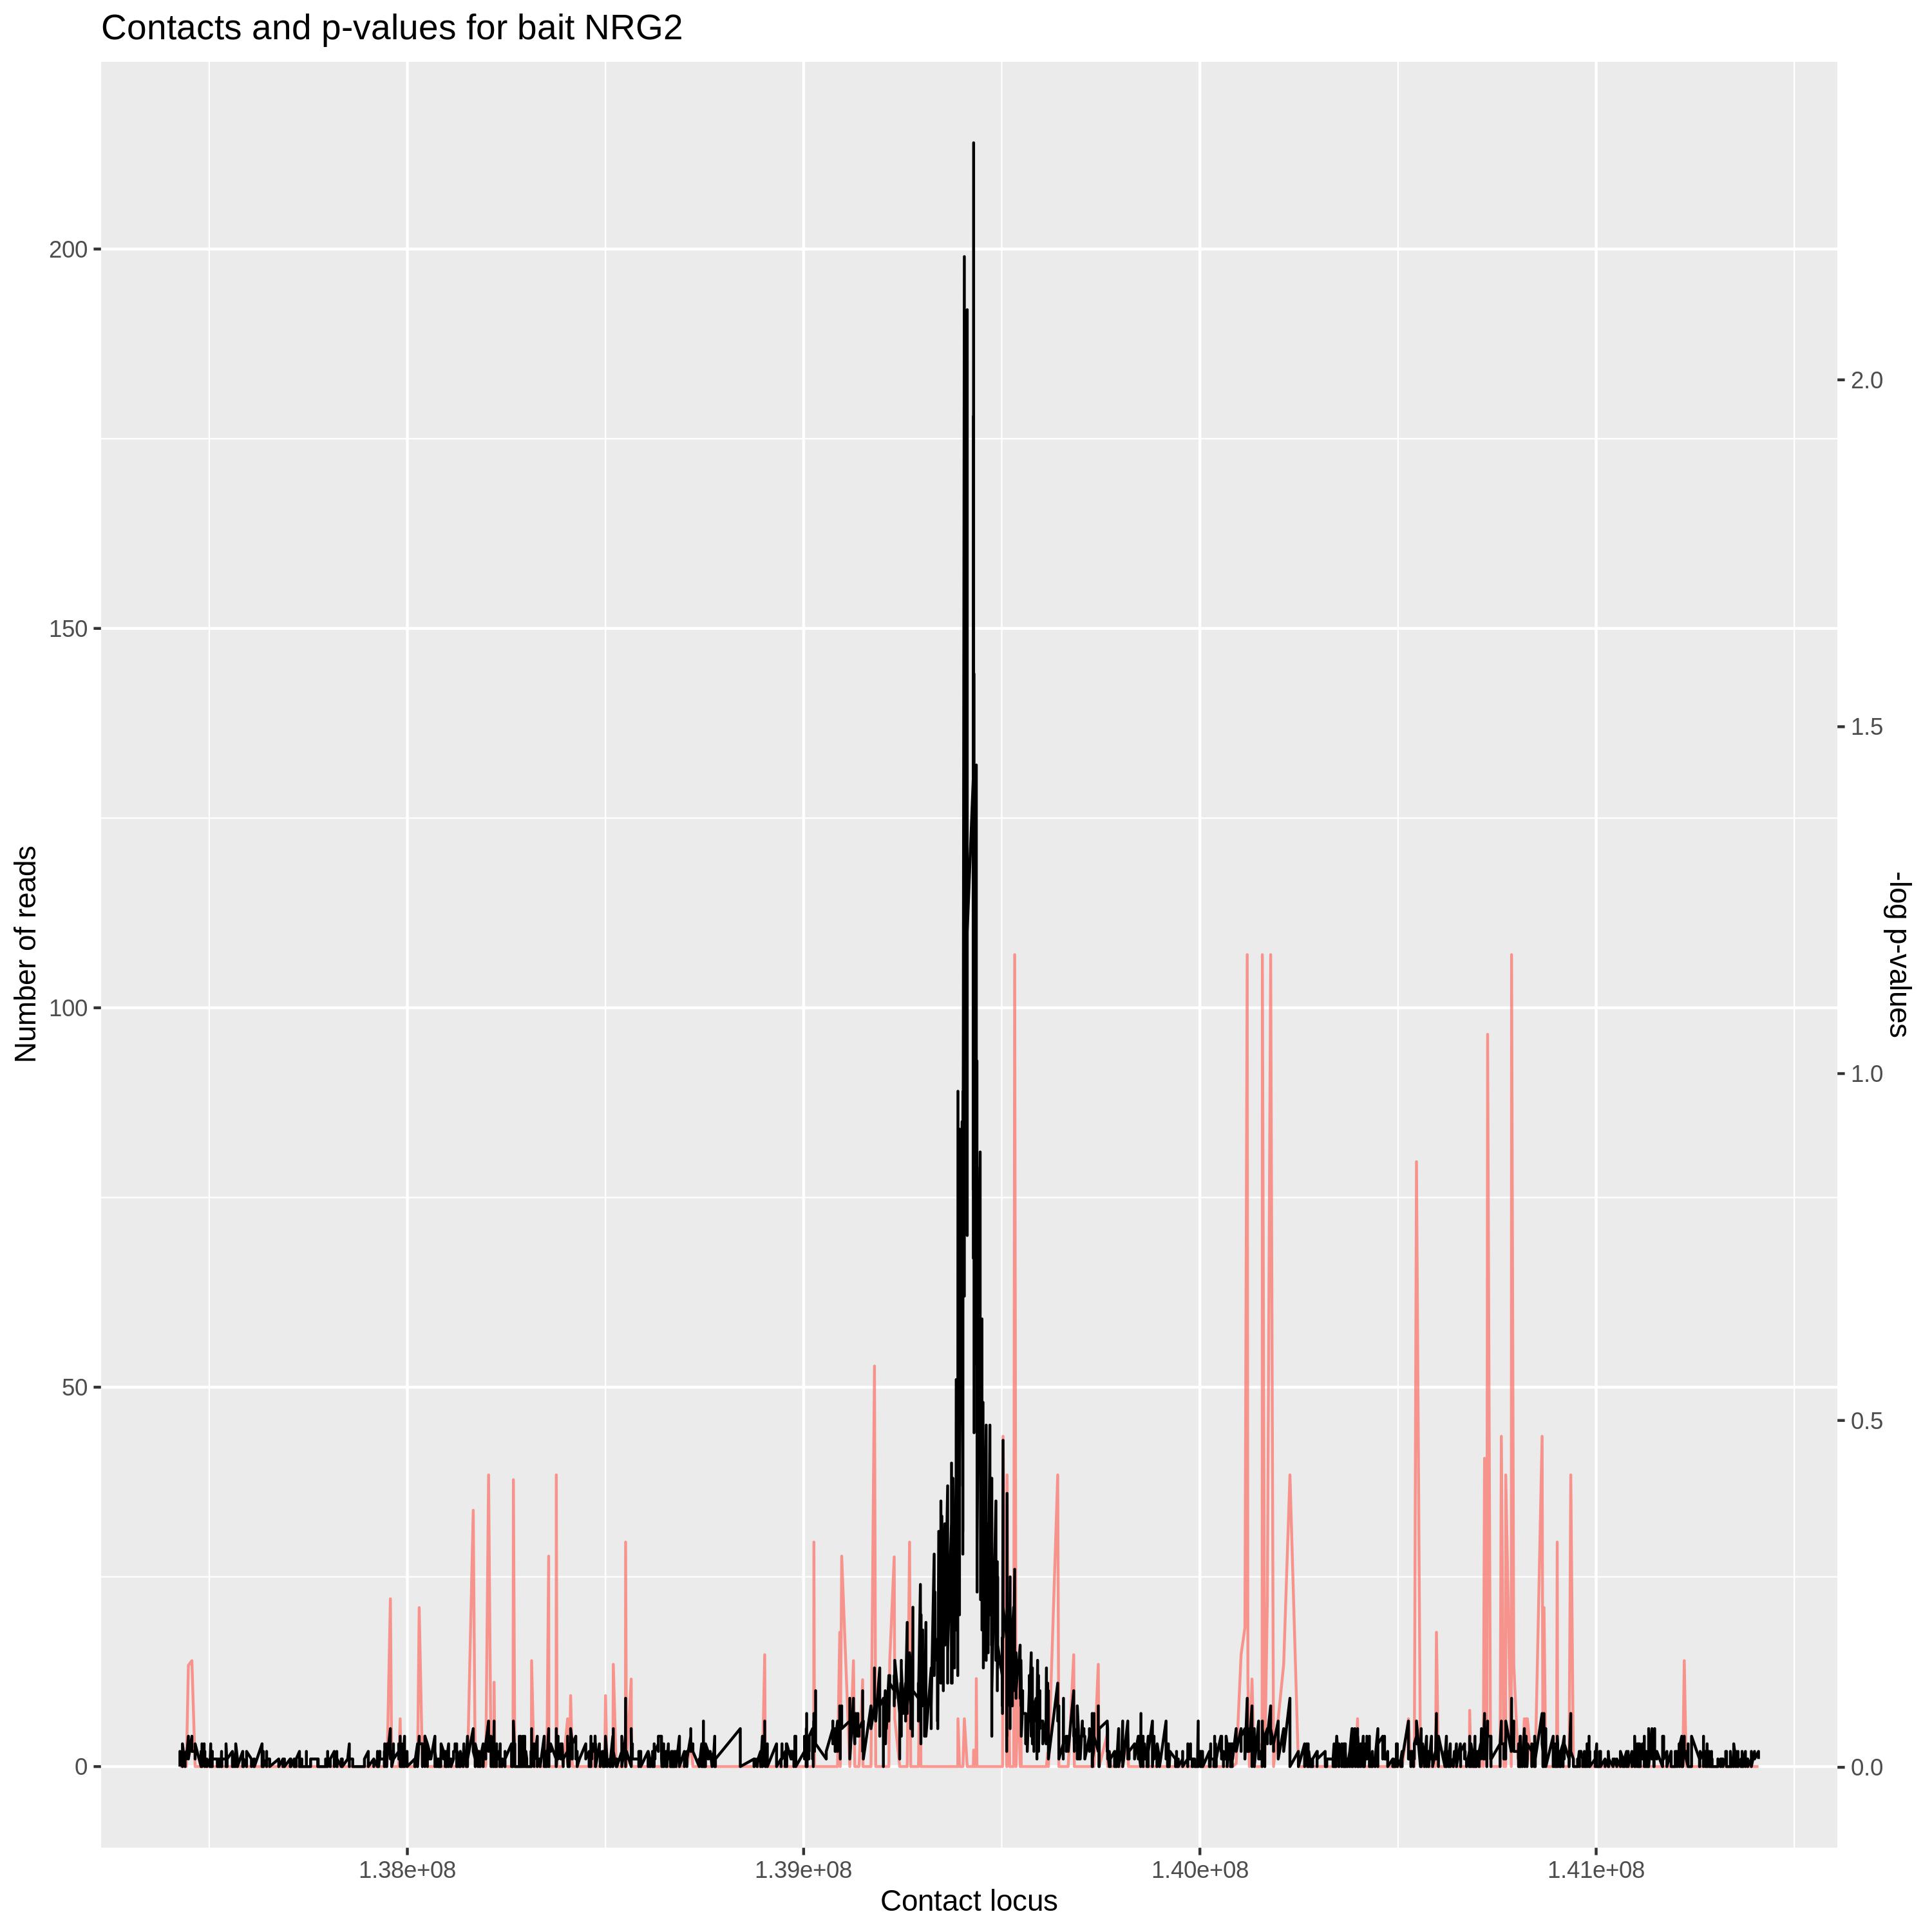 Contacts and p-values for bait NRG2
Number of reads
200
150
100
50
0
2.0
1.5
1.0
0.5
0.0
-log p-values
1.38e+08
1.39e+08
1.40e+08
1.41e+08
Contact locus